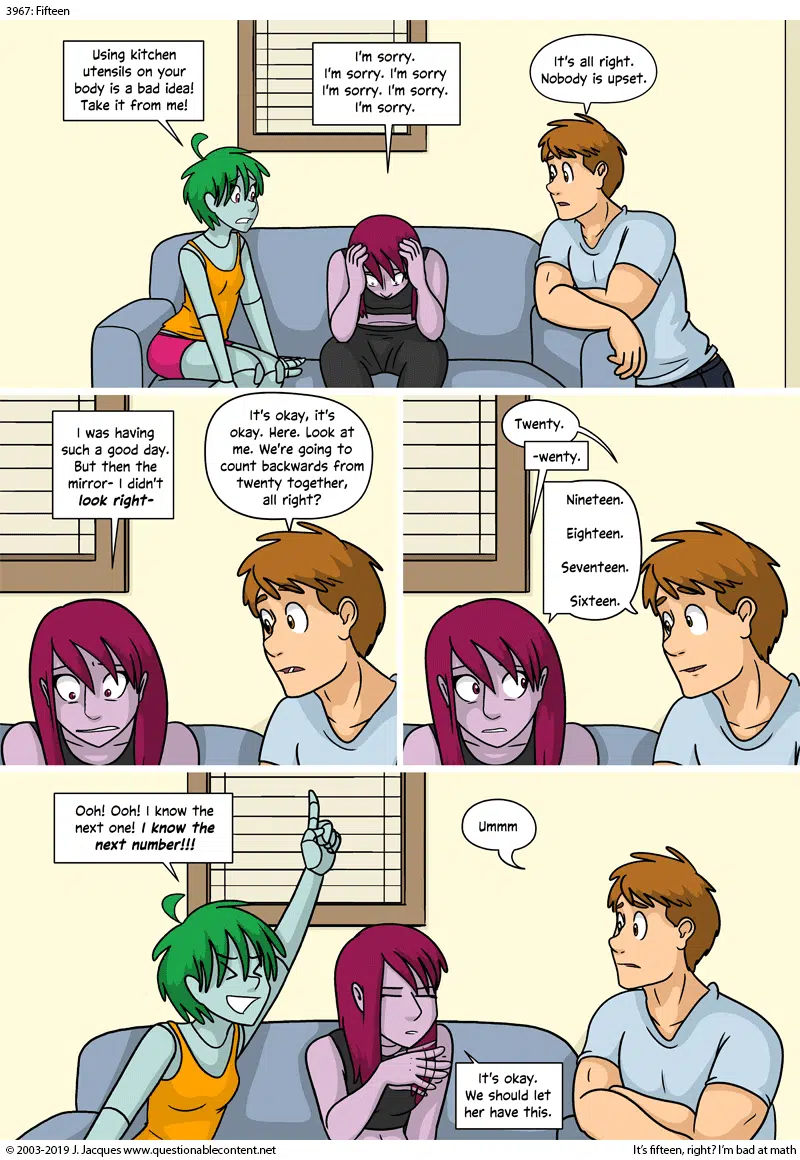 3967: Fifteen
Using kitchen
utensils on your
body is a bad idea!
Take it from me!
I'm sorry.
I'm sorry. I'm sorry
I'm sorry. I'm sorry.
I'm sorry.
It's all right.
Nobody is upset.
I was having
such a good day.
But then the
mirror- I didn't
look right-
It's okay, it's
okay. Here. Look at
me. We're going to
count backwards from
twenty together,
all right?
Twenty.
-wenty.
Nineteen.
Eighteen.
Seventeen.
Sixteen.
Ooh! Ooh! I know the
next one! I know the
next number!!!
Ummm
It's okay.
We should let
her have this.
© 2003-2019 J. Jacques www.questionablecontent.net
It's fifteen, right? I'm bad at math